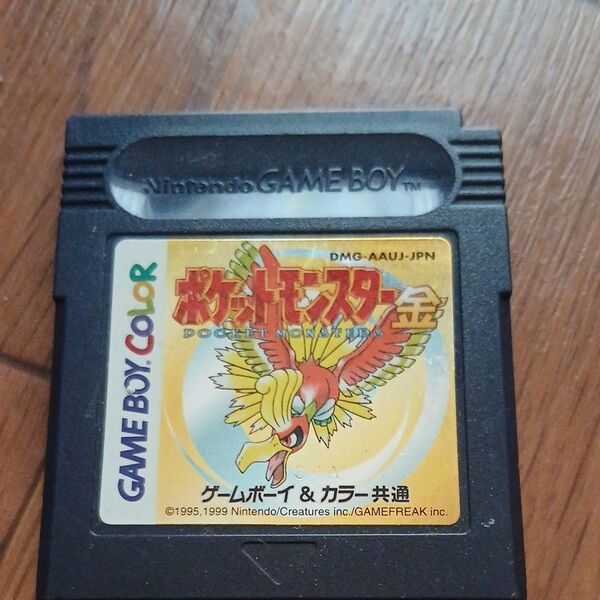 Nintendo GAME BOY™
DMG-AAUJ-JPN
ポケットモンスター金
POCKET MONSTERS
GAME BOY COLOR
ゲームボーイ & カラー共通
©1995,1999 Nintendo/Creatures inc./GAMEFREAK inc.